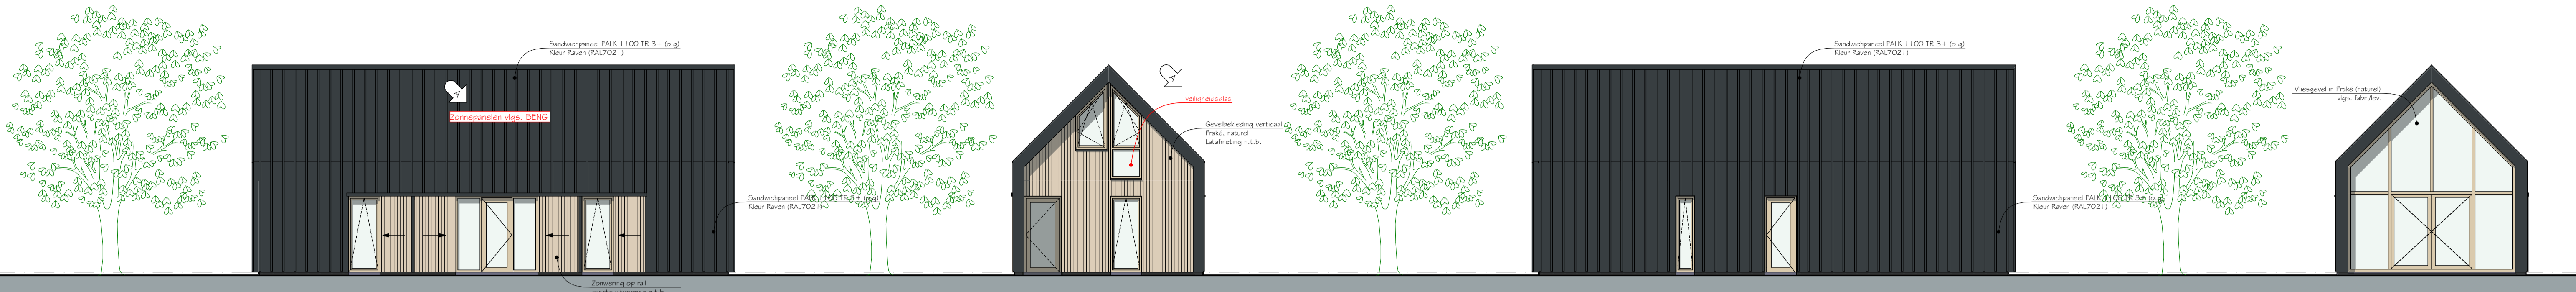 Sandwichpaneel FALK 1100 TR 3+ (o.g)
Kleur Raven (RAL7021)
A
Zonnepanelen vlgs. BENG
Sandwichpaneel FALK 1100 TR 3+ (o.g)
Kleur Raven (RAL7021)
Zonwering op rail
A
veiligheidsglas
Gevelbekleding verticaal
Fraké, naturel
Latafmeting n.t.b.
Sandwichpaneel FALK 1100 TR 3+ (o.g)
Kleur Raven (RAL7021)
Sandwichpaneel FALK 1100 TR 3+ (o.g)
Kleur Raven (RAL7021)
Vliesgevel in Fraké (naturel)
vlgs. fabr./lev.